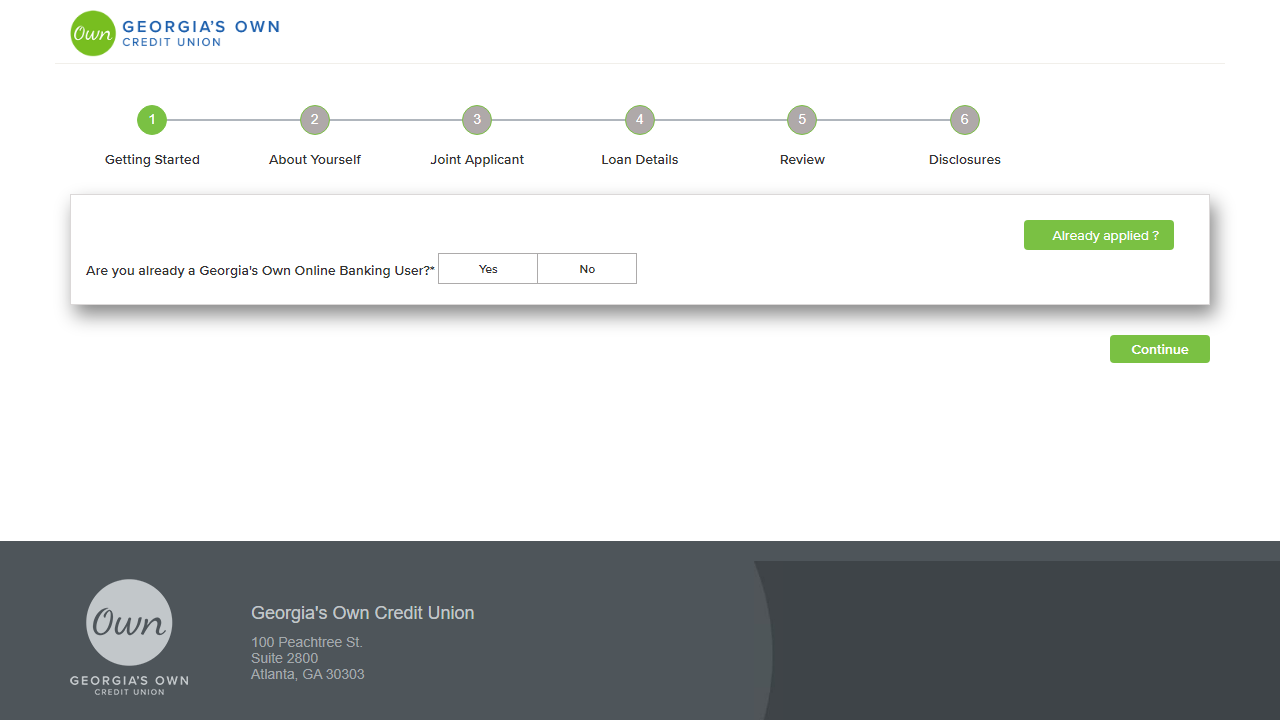 Own GEORGIA'S OWN
CREDIT UNION
1 2 3 4 5 6
Getting Started About Yourself Joint Applicant Loan Details Review Disclosures
Already applied ?
Are you already a Georgia's Own Online Banking User?* Yes No
Continue
Own
GEORGIA'S OWN
CREDIT UNION
Georgia's Own Credit Union
100 Peachtree St.
Suite 2800
Atlanta, GA 30303